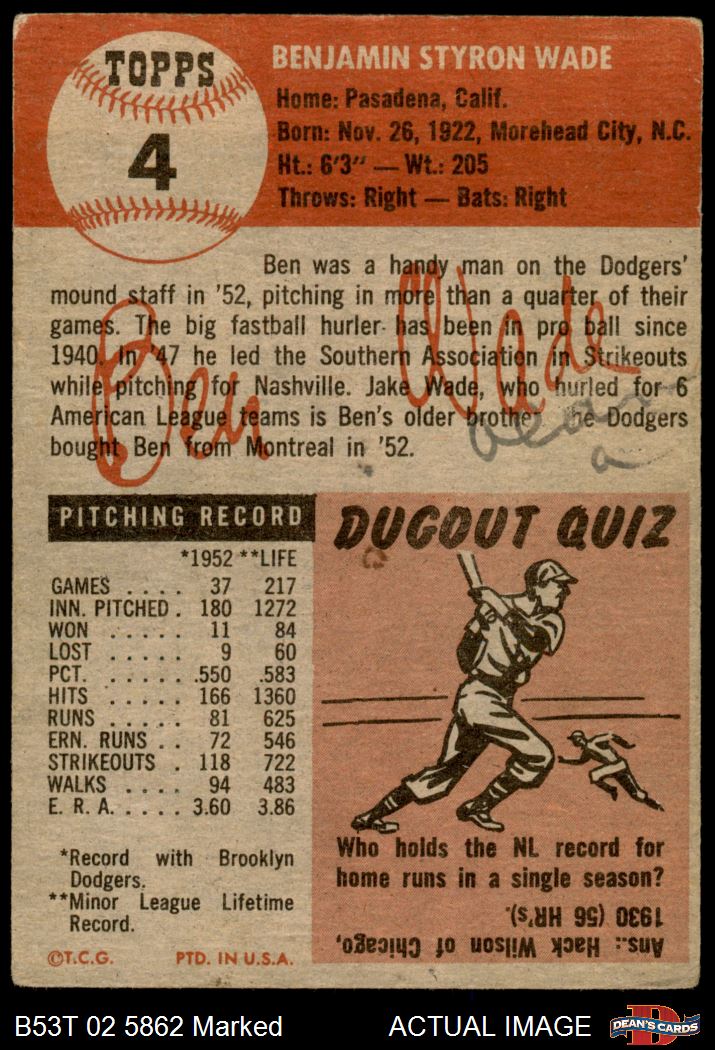 TOPPS
4
BENJAMIN STYRON WADE
Home: Pasadena, Calif.
Born: Nov. 26, 1922, Morehead City, N.C.
Ht.: 6'3" — Wt.: 205
Throws: Right — Bats: Right
Ben was a handy man on the Dodgers'
mound staff in '52, pitching in more than a quarter of their
games. The big fastball hurler has been in pro ball since
1940. In '47 he led the Southern Association in Strikeouts
while pitching for Nashville. Jake Wade, who hurled for 6
American League teams is Ben's older brother. The Dodgers
bought Ben from Montreal in '52.
Ben Wade
PITCHING RECORD
*1952 **LIFE
GAMES . . . . 37 217
INN. PITCHED . 180 1272
WON . . . . . 11 84
LOST . . . . . 9 60
PCT. . . . . . .550 .583
HITS . . . . . 166 1360
RUNS . . . . . 81 625
ERN. RUNS . . 72 546
STRIKEOUTS . 118 722
WALKS . . . . 94 483
E. R. A. . . . . 3.60 3.86
*Record with Brooklyn
Dodgers.
**Minor League Lifetime
Record.
©T.C.G. PTD. IN U.S.A.
DUGOUT QUIZ
Who holds the NL record for
home runs in a single season?
Ans.: Hack Wilson of Chicago,
1930 (56 HR's).
B53T 02 5862 Marked
ACTUAL IMAGE
D
DEAN'S CARDS